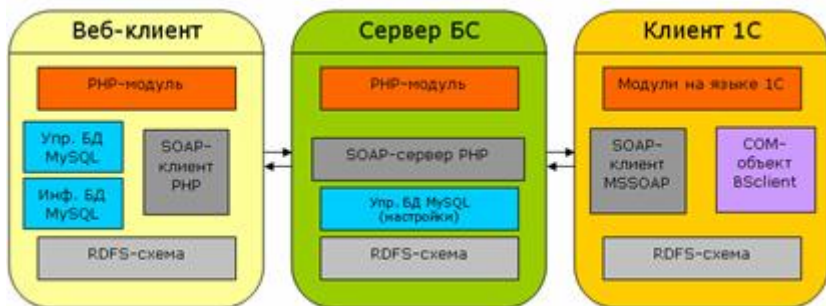 Веб-клиент
PHP-модуль
Упр. БД
MySQL
SOAP-
клиент
PHP
Инф. БД
MySQL
RDFS-схема
Сервер БС
PHP-модуль
SOAP-сервер PHP
Упр. БД MySQL
(настройки)
RDFS-схема
Клиент 1С
Модули на языке 1С
SOAP-
клиент
MSSOAP
COM-
объект
BSclient
RDFS-схема